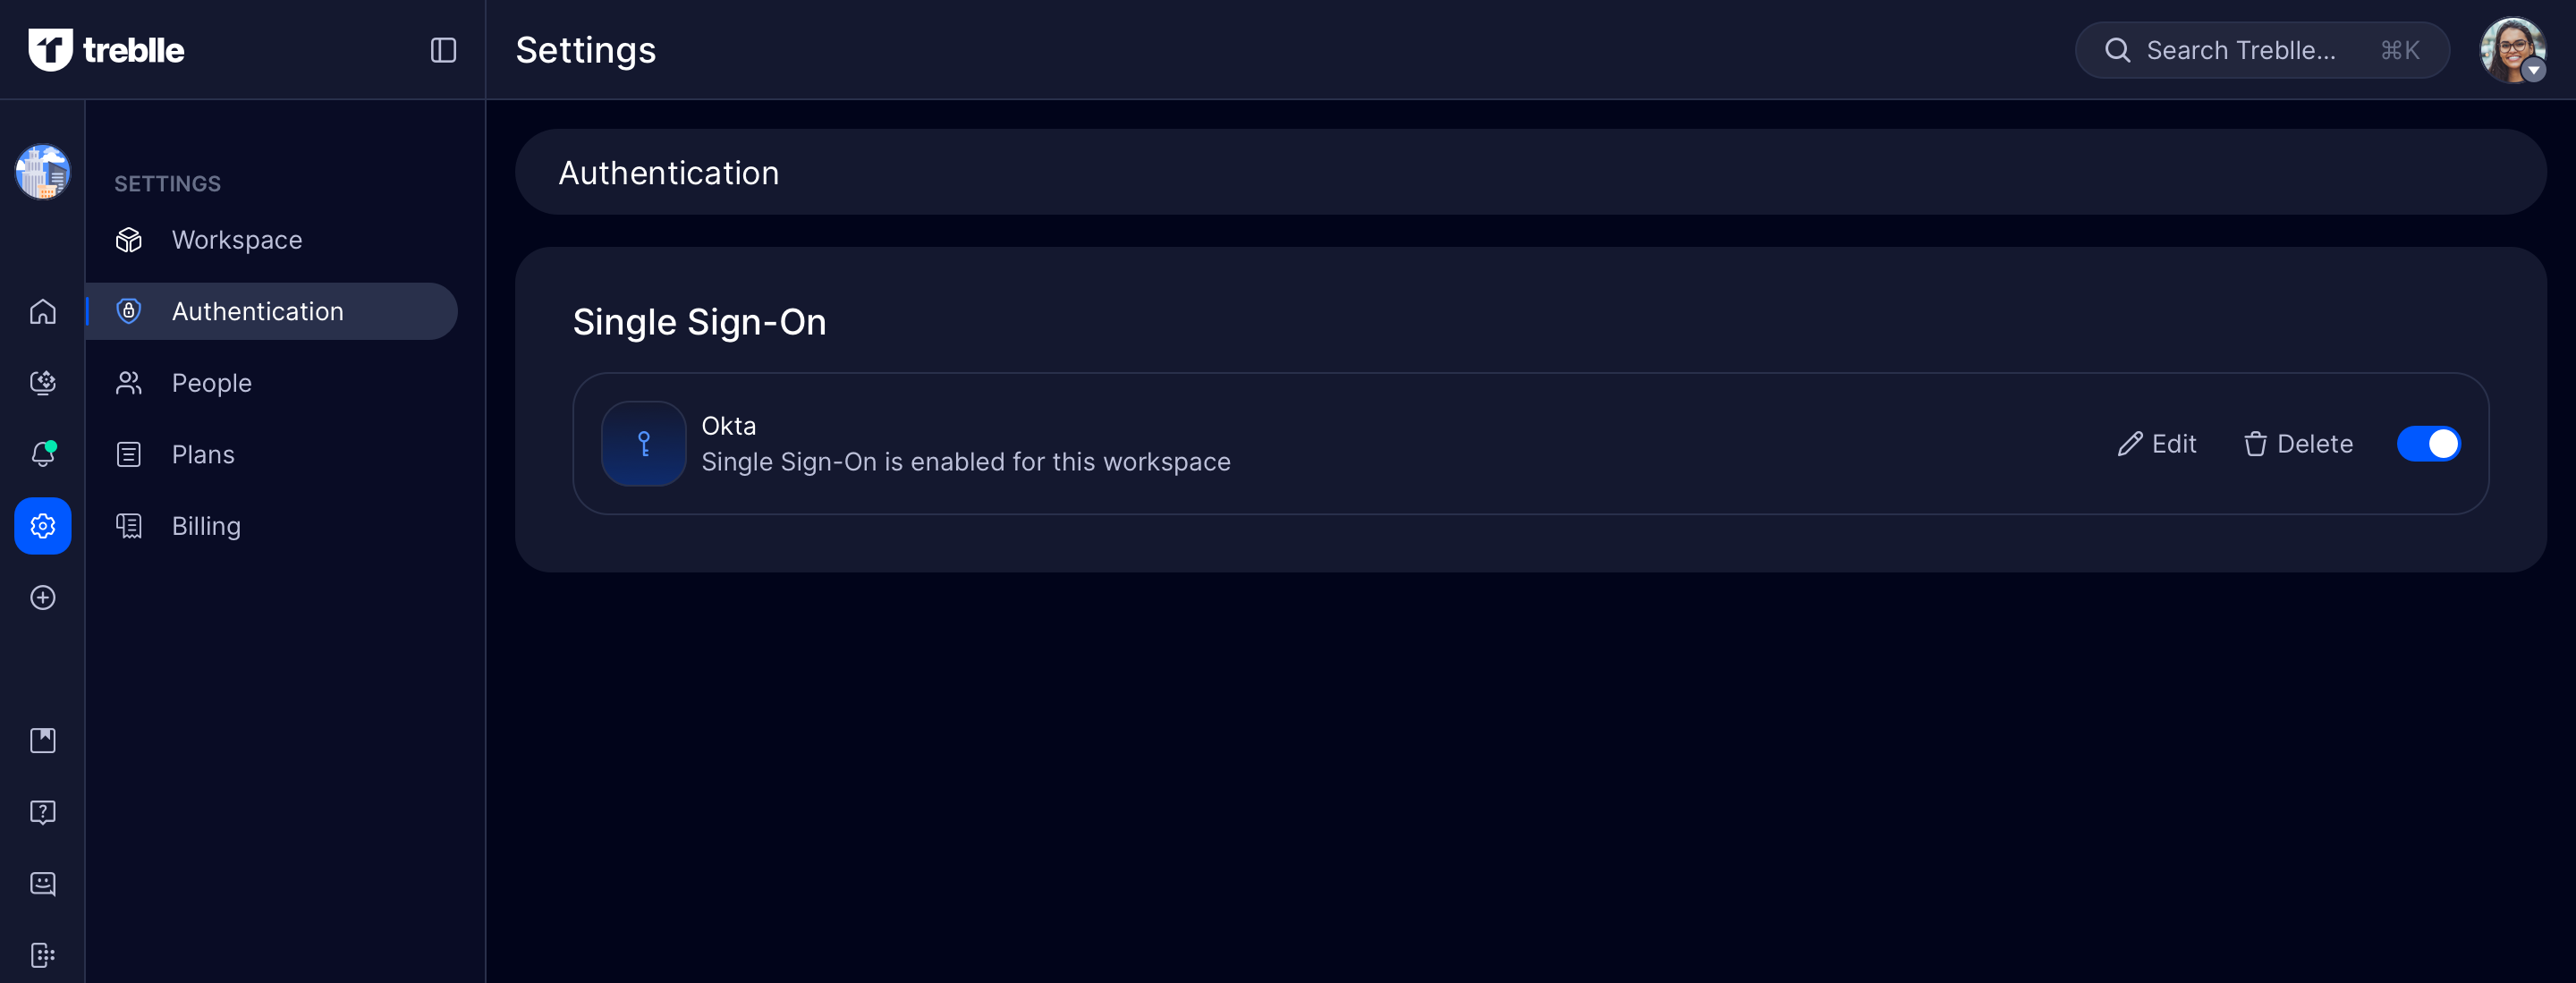 treblle
Settings
Search Treblle...
⌘K
SETTINGS
Workspace
Authentication
People
Plans
Billing
Authentication
Single Sign-On
Okta
Single Sign-On is enabled for this workspace
Edit
Delete